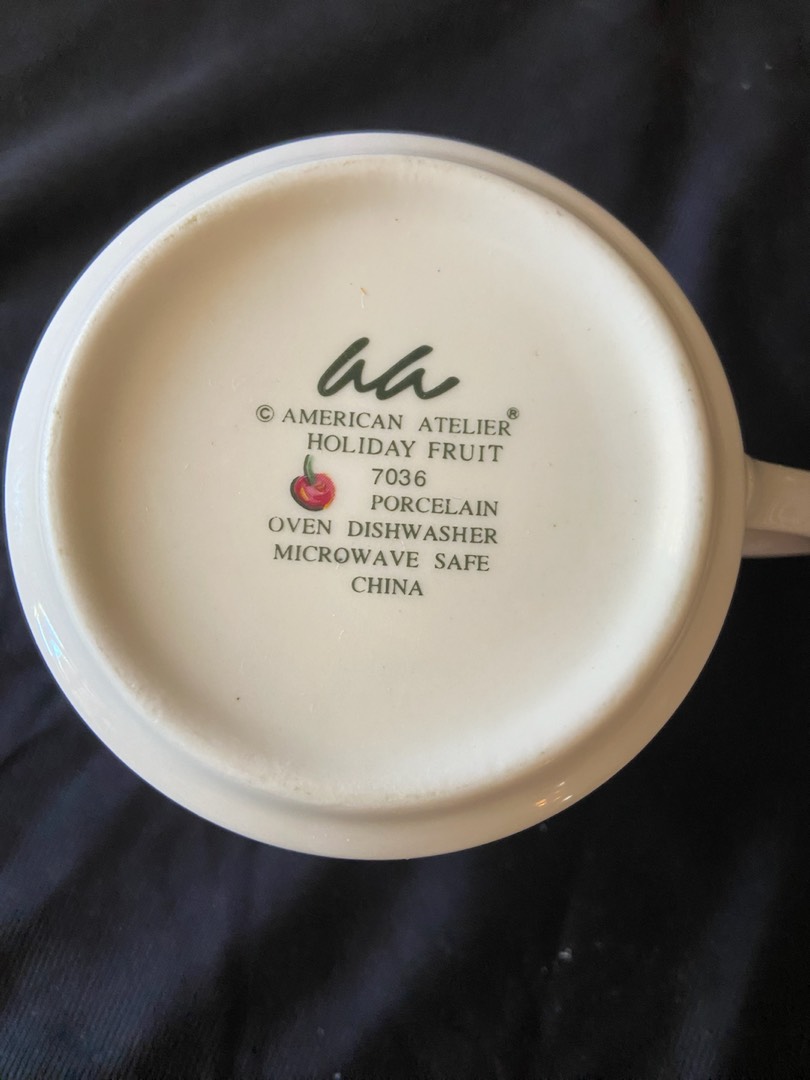 aa
© AMERICAN ATELIER®
HOLIDAY FRUIT
7036
PORCELAIN
OVEN DISHWASHER
MICROWAVE SAFE
CHINA